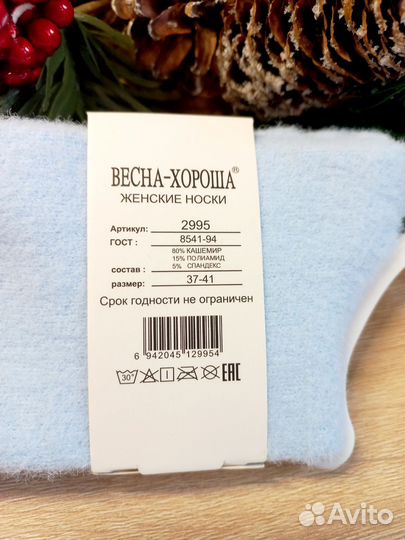 ВЕСНА-ХОРОША®
ЖЕНСКИЕ НОСКИ
Артикул: 2995
ГОСТ : 8541-94
80% КАШЕМИР
15% ПОЛИАМИД
состав : 5% СПАНДЕКС
размер: 37-41
Срок годности не ограничен
6 942045 129954
30° EAC
Avito